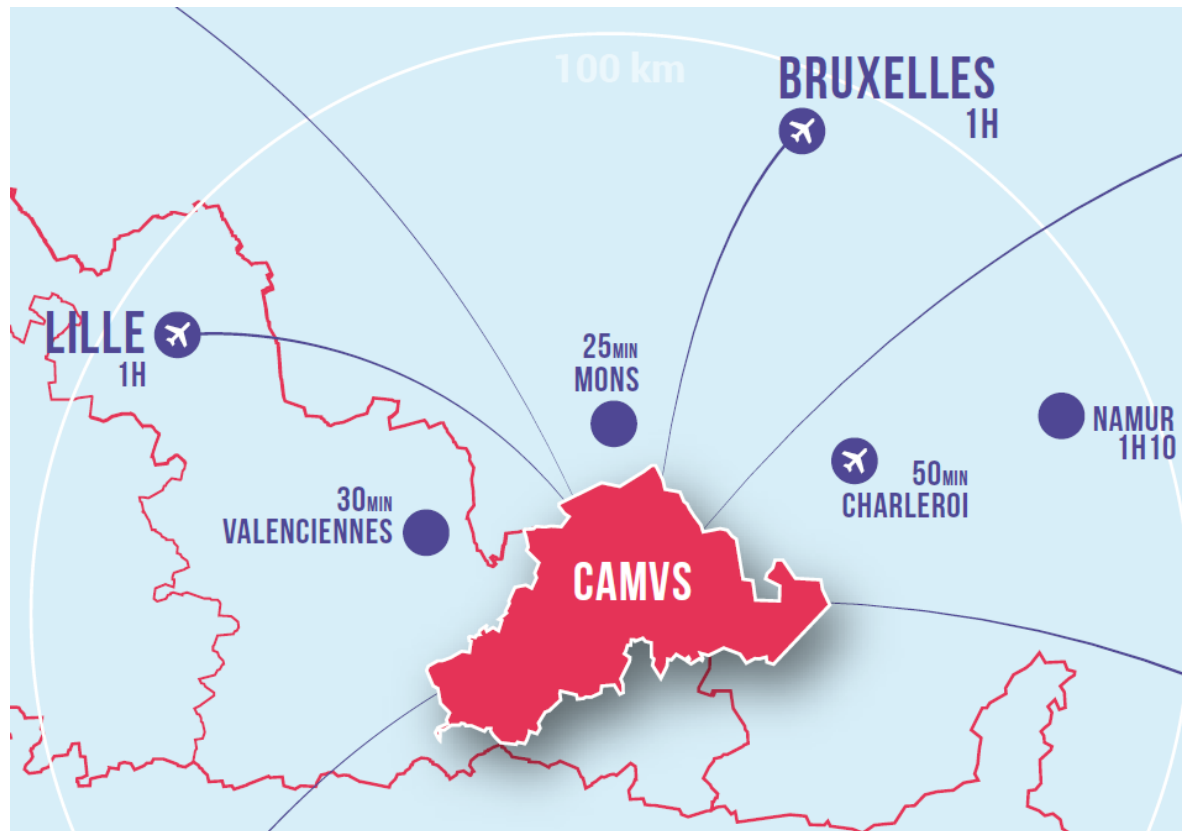 100 km
BRUXELLES
1H
LILLE
1H
25MIN
MONS
NAMUR
1H10
50MIN
CHARLEROI
30MIN
VALENCIENNES
CAMVS